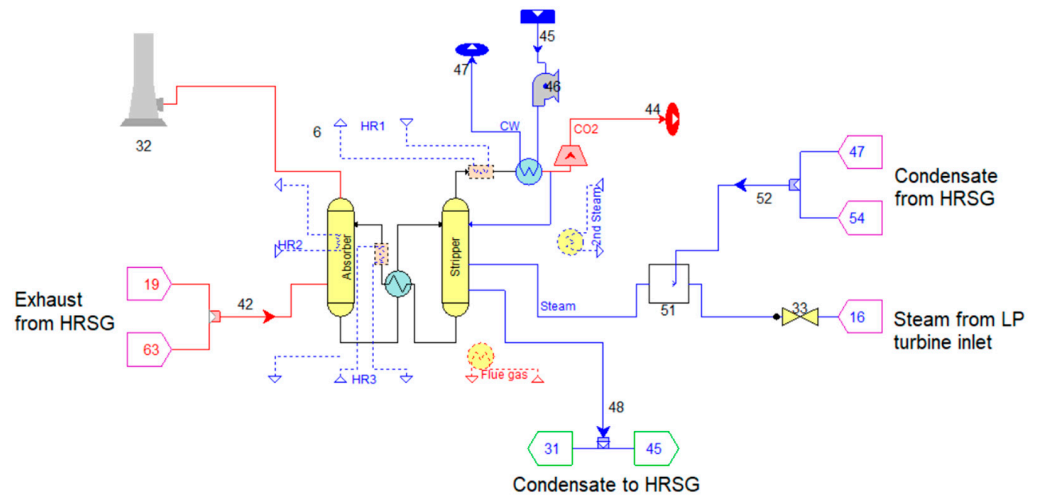 45
46
47
44
CO2
CW
HR1
6
32
47
54
Condensate
from HRSG
52
2nd Steam
HR2
Absorber
Stripper
19
63
42
Exhaust
from HRSG
Steam
51
33
16
Steam from LP
turbine inlet
HR3
Flue gas
48
31
45
Condensate to HRSG